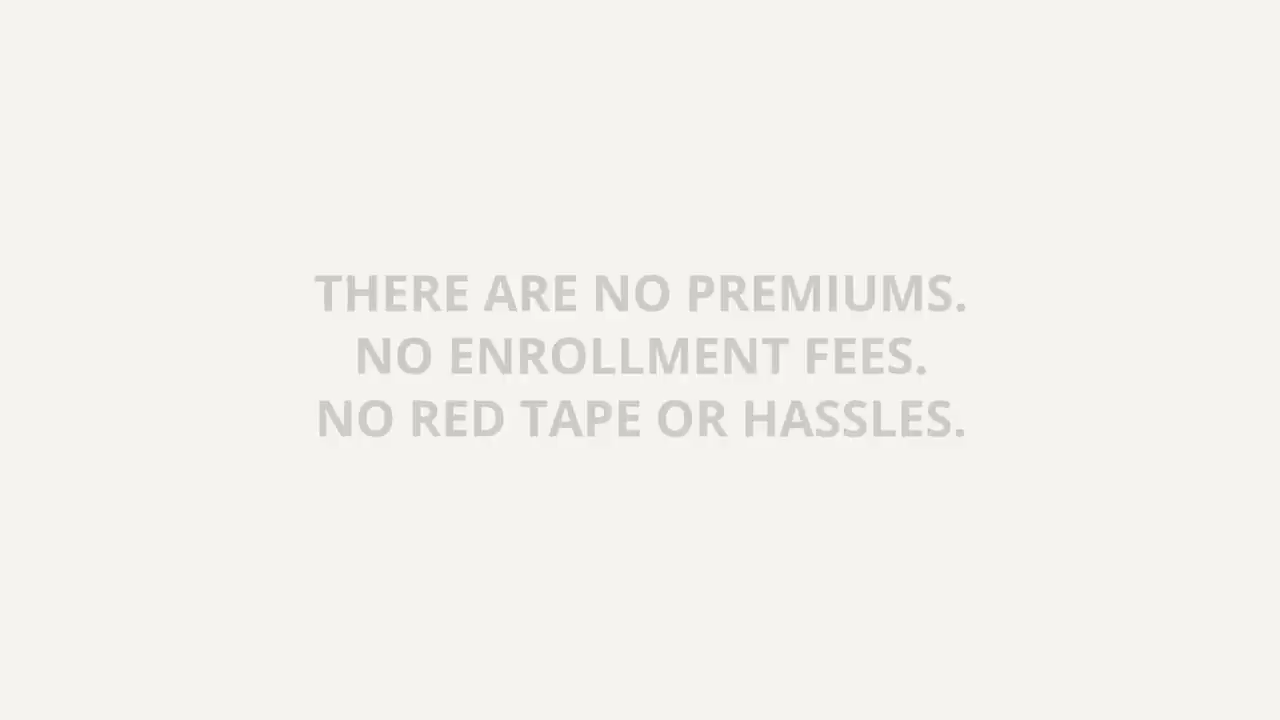 THERE ARE NO PREMIUMS.
NO ENROLLMENT FEES.
NO RED TAPE OR HASSLES.